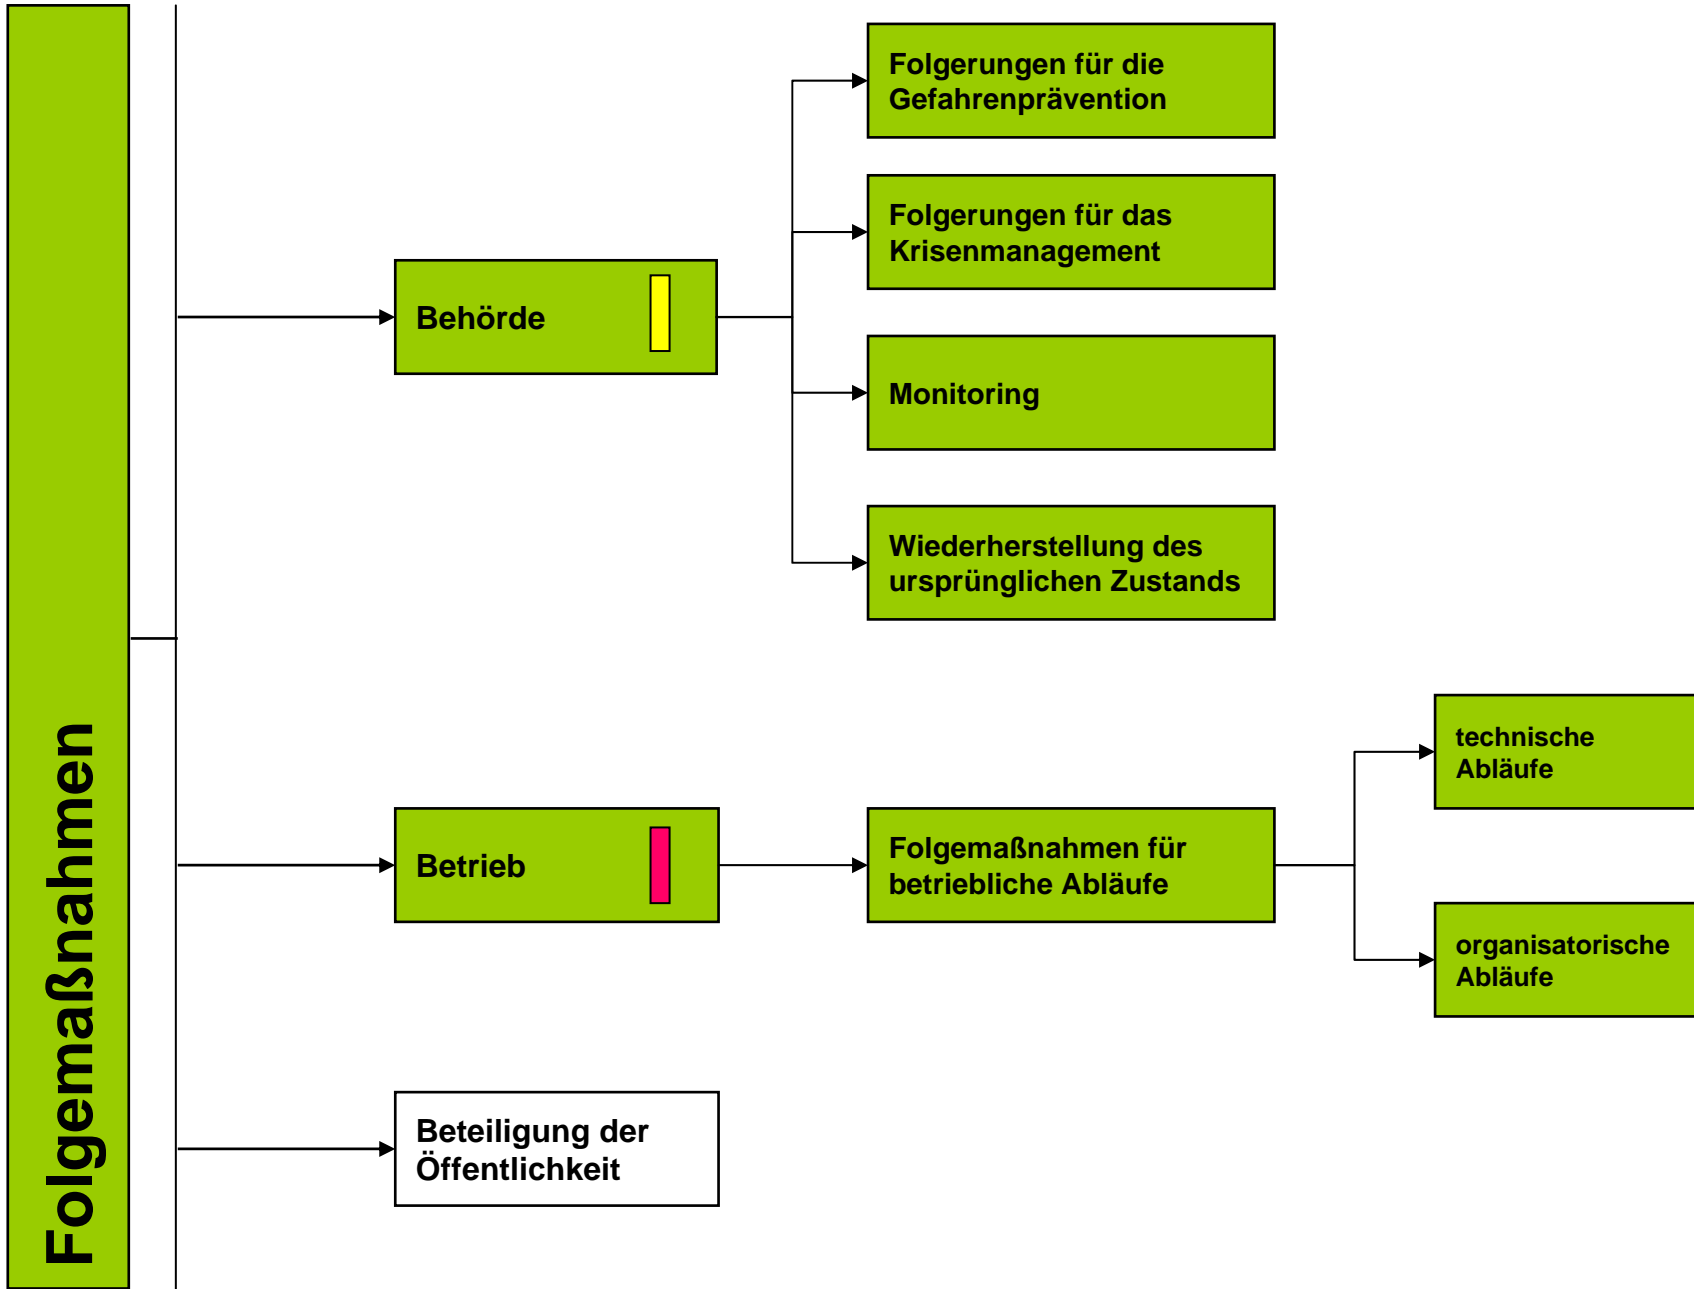 Folgemaßnahmen
Behörde
Folgerungen für die
Gefahrenprävention
Folgerungen für das
Krisenmanagement
Monitoring
Wiederherstellung des
ursprünglichen Zustands
Betrieb
Folgemaßnahmen für
betriebliche Abläufe
technische
Abläufe
organisatorische
Abläufe
Beteiligung der
Öffentlichkeit